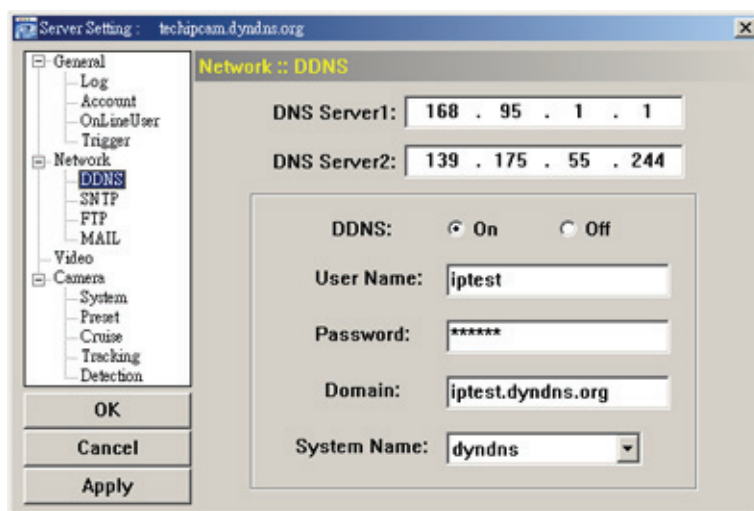 Server Setting : techipcam.dyndns.org
General
Log
Account
OnLineUser
Trigger
Network
DDNS
SNTP
FTP
MAIL
Video
Camera
System
Preset
Cruise
Tracking
Detection
OK
Cancel
Apply
Network :: DDNS
DNS Server1: 168 . 95 . 1 . 1
DNS Server2: 139 . 175 . 55 . 244
DDNS: On Off
User Name: iptest
Password: ******
Domain: iptest.dyndns.org
System Name: dyndns